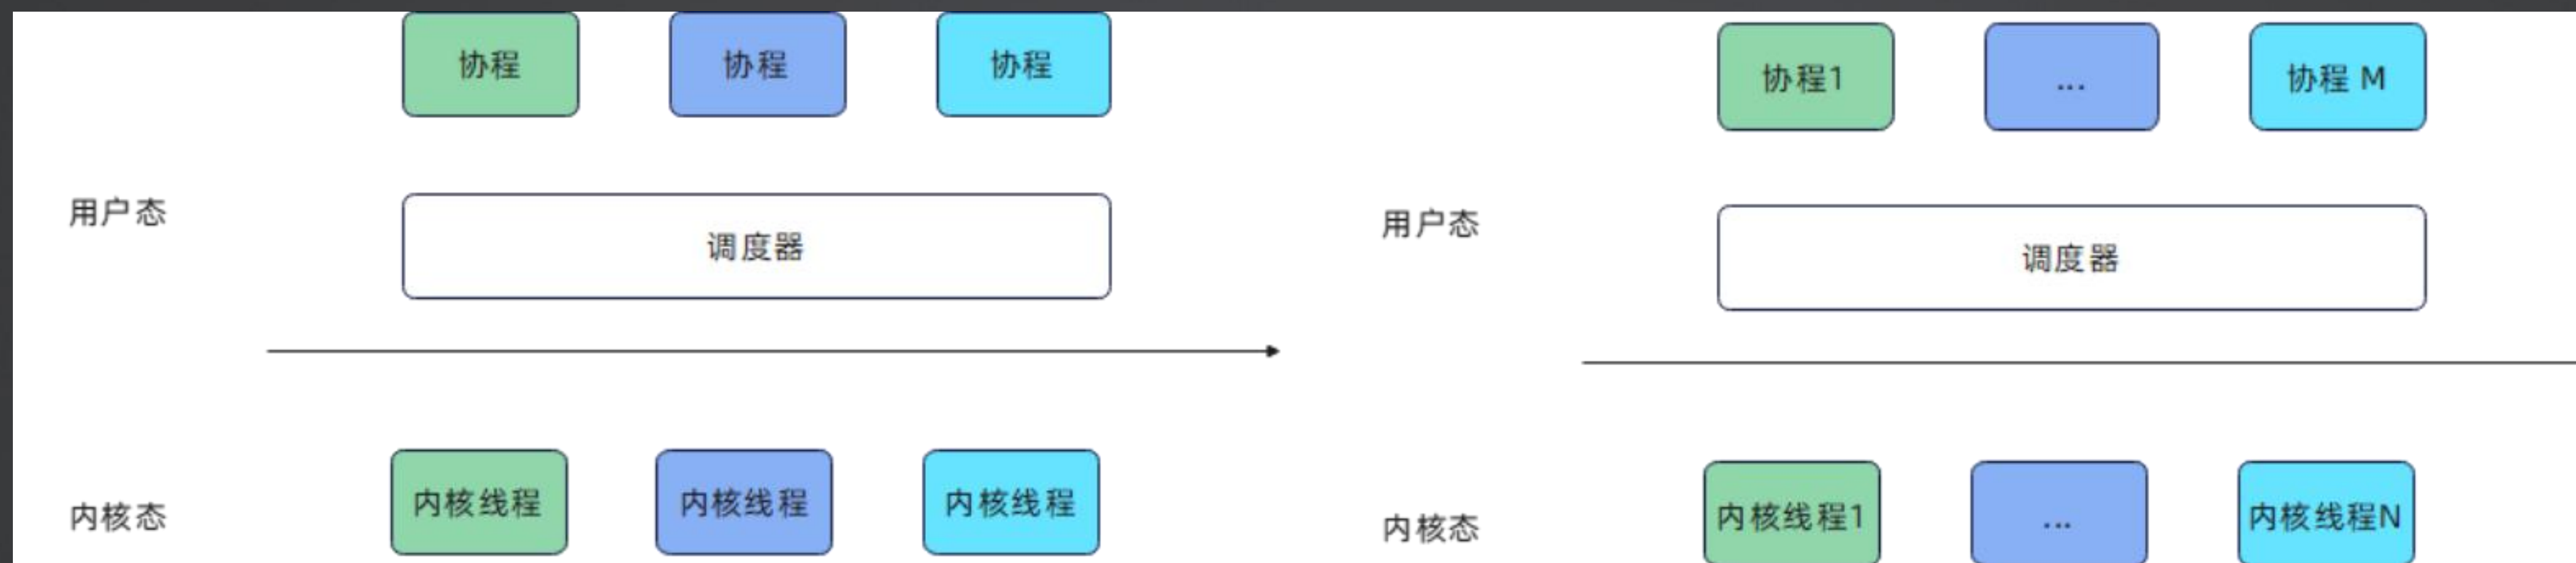 协程 协程 协程
用户态
调度器
内核态
内核线程 内核线程 内核线程
协程1 ... 协程 M
用户态
调度器
内核态
内核线程1 ... 内核线程N